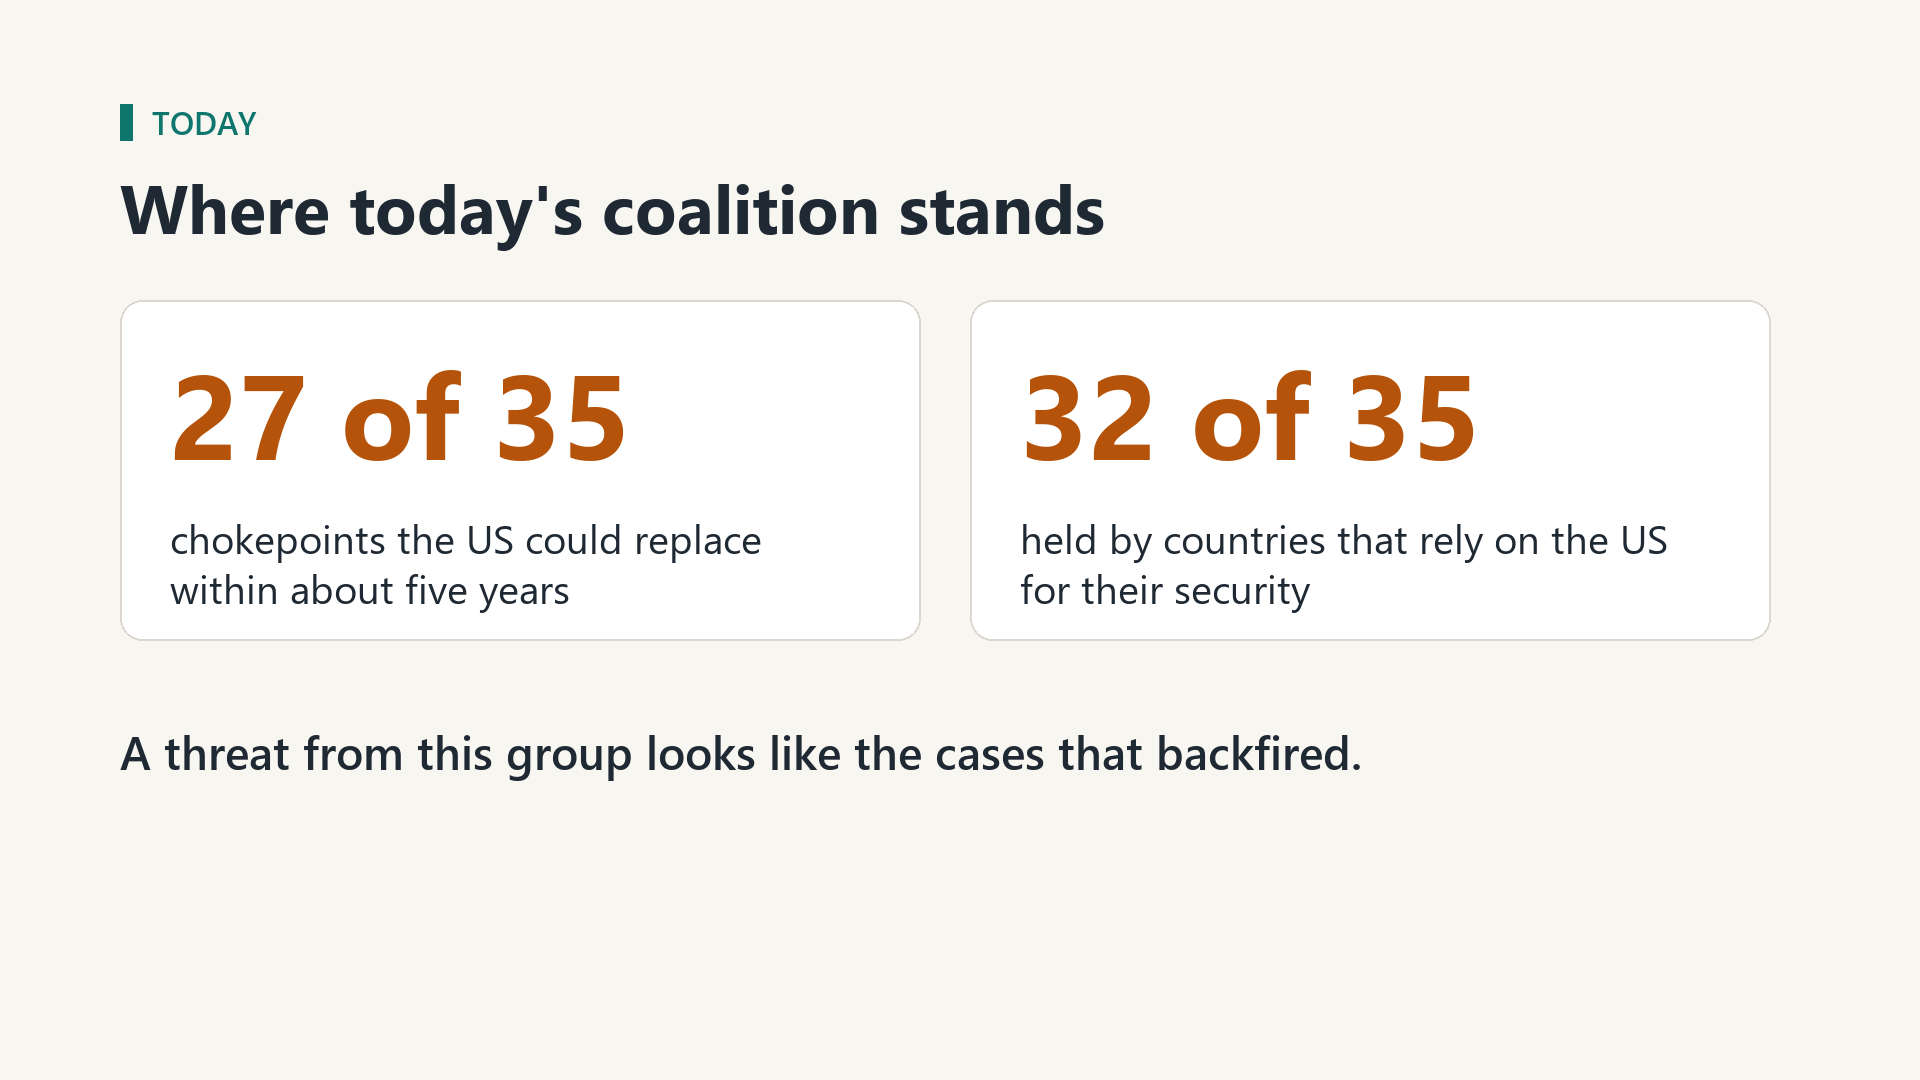 TODAY
Where today's coalition stands
27 of 35
chokepoints the US could replace
within about five years
32 of 35
held by countries that rely on the US
for their security
A threat from this group looks like the cases that backfired.